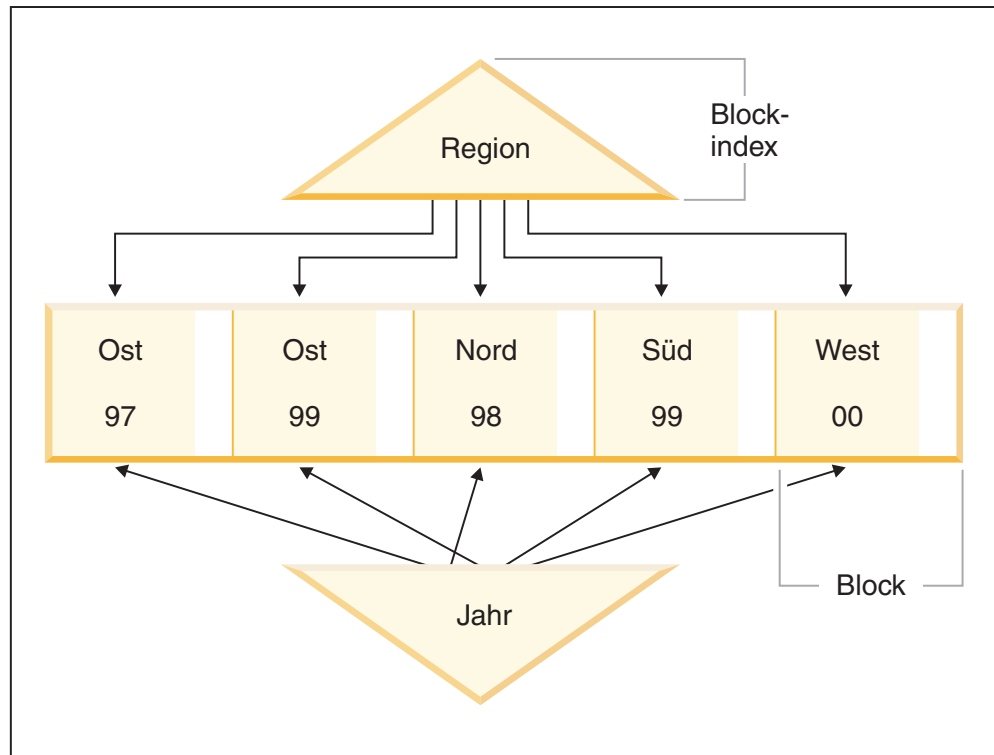 Region
Block-
index
Ost Ost Nord Süd West
97 99 98 99 00
Block
Jahr